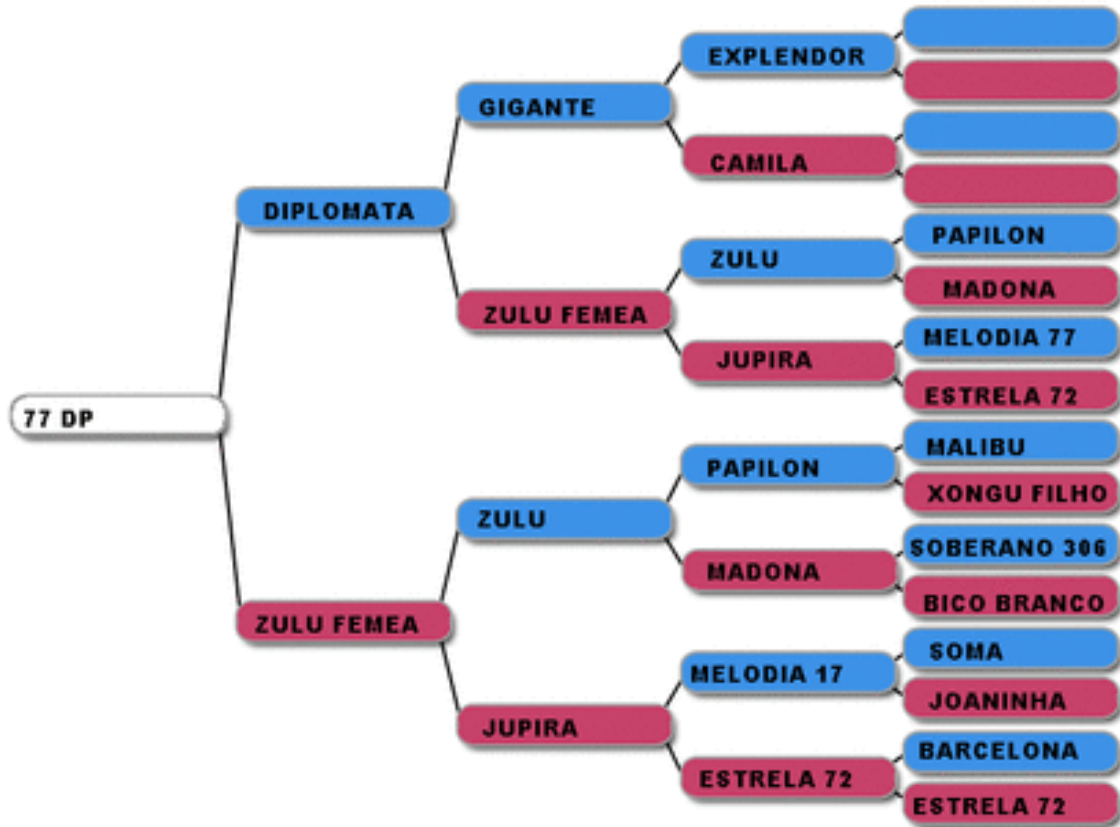 EXPLENDOR
GIGANTE
CAMILA
DIPLOMATA
PAPILON
ZULU
MADONA
ZULU FEMEA
MELODIA 77
JUPIRA
ESTRELA 72
77 DP
MALIBU
PAPILON
XONGU FILHO
ZULU
SOBERANO 306
MADONA
BICO BRANCO
ZULU FEMEA
SOMA
MELODIA 17
JOANINHA
JUPIRA
BARCELONA
ESTRELA 72
ESTRELA 72